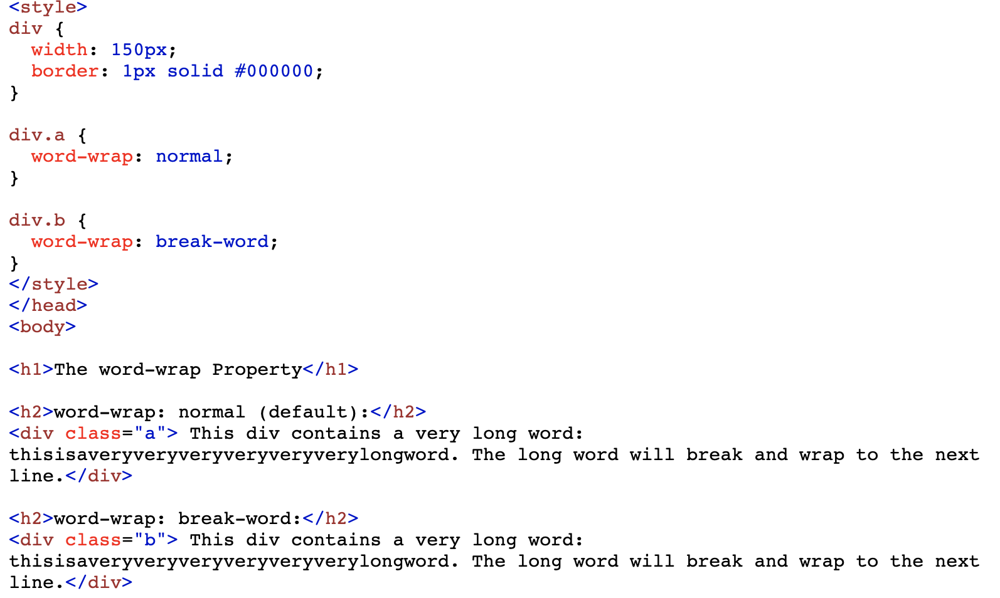 <style>
div {
  width: 150px;
  border: 1px solid #000000;
}

div.a {
  word-wrap: normal;
}

div.b {
  word-wrap: break-word;
}
</style>
</head>
<body>

<h1>The word-wrap Property</h1>

<h2>word-wrap: normal (default):</h2>
<div class="a"> This div contains a very long word:
thisisaveryveryveryveryveryverylongword. The long word will break and wrap to the next
line.</div>

<h2>word-wrap: break-word:</h2>
<div class="b"> This div contains a very long word:
thisisaveryveryveryveryveryverylongword. The long word will break and wrap to the next
line.</div>